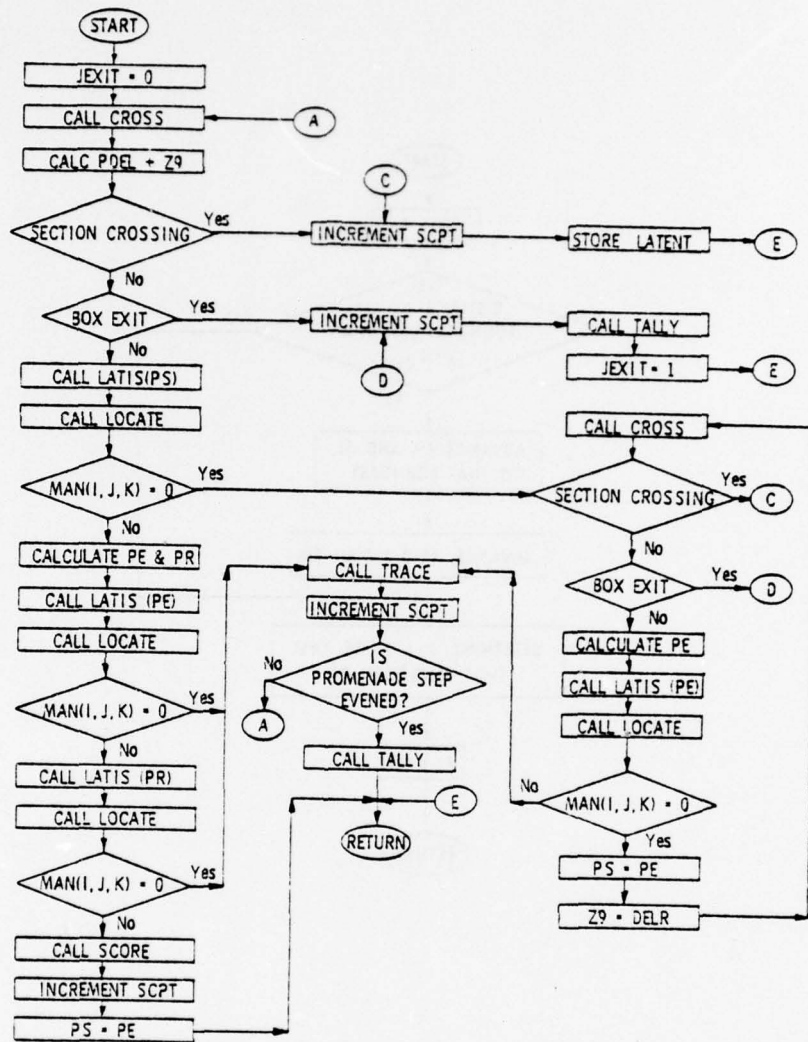 START
JEXIT = 0
CALL CROSS
A
CALC PDEL + Z9
C
SECTION CROSSING
Yes
INCREMENT SCPT
STORE LATENT
E
No
BOX EXIT
Yes
INCREMENT SCPT
CALL TALLY
No
D
JEXIT = 1
E
CALL LATIS(PS)
CALL LOCATE
CALL CROSS
MAN(I, J, K) = 0
Yes
SECTION CROSSING
Yes
C
No
No
CALCULATE PE & PR
CALL TRACE
BOX EXIT
Yes
D
CALL LATIS (PE)
INCREMENT SCPT
No
CALL LOCATE
CALCULATE PE
No
IS
PROMENADE STEP
EVENED?
CALL LATIS (PE)
MAN(I, J, K) = 0
Yes
A
Yes
CALL LOCATE
No
CALL LATIS (PR)
CALL TALLY
No
MAN(I, J, K) = 0
CALL LOCATE
E
Yes
RETURN
PS = PE
MAN(I, J, K) = 0
Yes
Z9 = DELR
No
CALL SCORE
INCREMENT SCPT
PS = PE